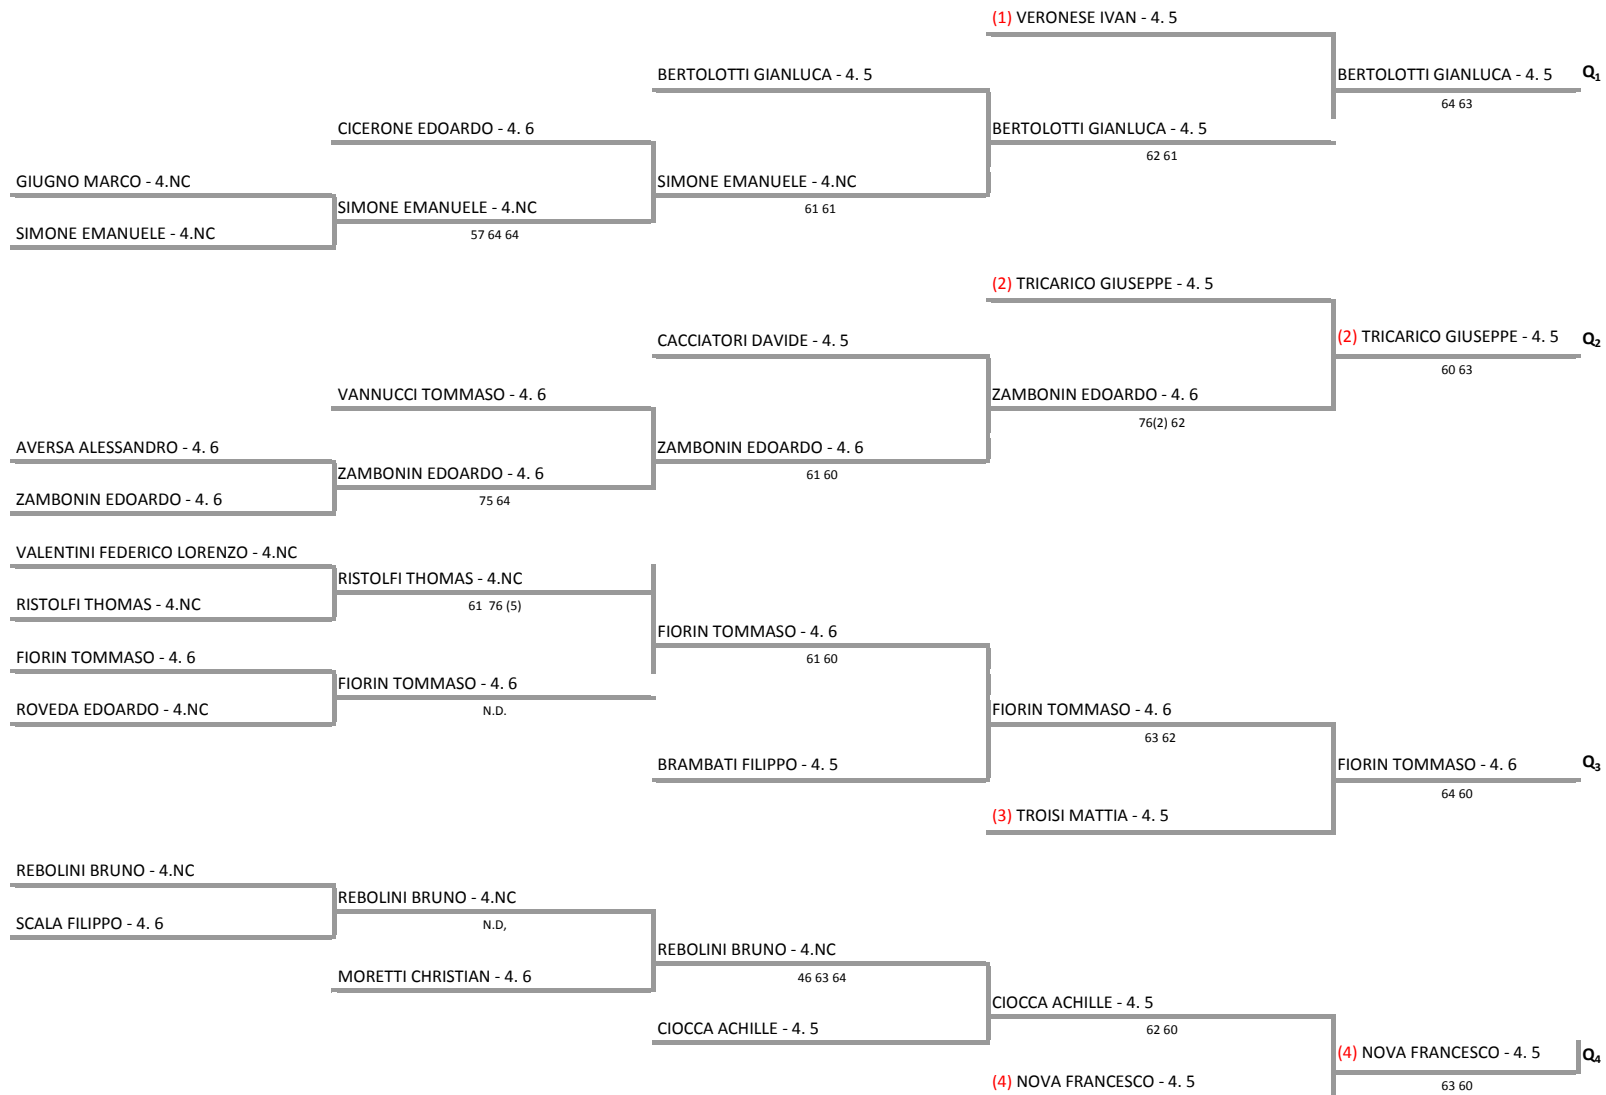 (1) VERONESE IVAN - 4. 5
BERTOLOTTI GIANLUCA - 4. 5
BERTOLOTTI GIANLUCA - 4. 5
Q1
64 63
CICERONE EDOARDO - 4. 6
BERTOLOTTI GIANLUCA - 4. 5
62 61
GIUGNO MARCO - 4.NC
SIMONE EMANUELE - 4.NC
61 61
SIMONE EMANUELE - 4.NC
SIMONE EMANUELE - 4.NC
57 64 64
(2) TRICARICO GIUSEPPE - 4. 5
CACCIATORI DAVIDE - 4. 5
(2) TRICARICO GIUSEPPE - 4. 5
Q2
60 63
VANNUCCI TOMMASO - 4. 6
ZAMBONIN EDOARDO - 4. 6
76(2) 62
AVERSA ALESSANDRO - 4. 6
ZAMBONIN EDOARDO - 4. 6
61 60
ZAMBONIN EDOARDO - 4. 6
ZAMBONIN EDOARDO - 4. 6
75 64
VALENTINI FEDERICO LORENZO - 4.NC
RISTOLFI THOMAS - 4.NC
61 76 (5)
RISTOLFI THOMAS - 4.NC
FIORIN TOMMASO - 4. 6
61 60
FIORIN TOMMASO - 4. 6
FIORIN TOMMASO - 4. 6
N.D.
ROVEDA EDOARDO - 4.NC
FIORIN TOMMASO - 4. 6
63 62
BRAMBATI FILIPPO - 4. 5
FIORIN TOMMASO - 4. 6
Q3
64 60
(3) TROISI MATTIA - 4. 5
REBOLINI BRUNO - 4.NC
REBOLINI BRUNO - 4.NC
N.D,
SCALA FILIPPO - 4. 6
REBOLINI BRUNO - 4.NC
46 63 64
MORETTI CHRISTIAN - 4. 6
CIOCCA ACHILLE - 4. 5
62 60
CIOCCA ACHILLE - 4. 5
(4) NOVA FRANCESCO - 4. 5
Q4
63 60
(4) NOVA FRANCESCO - 4. 5